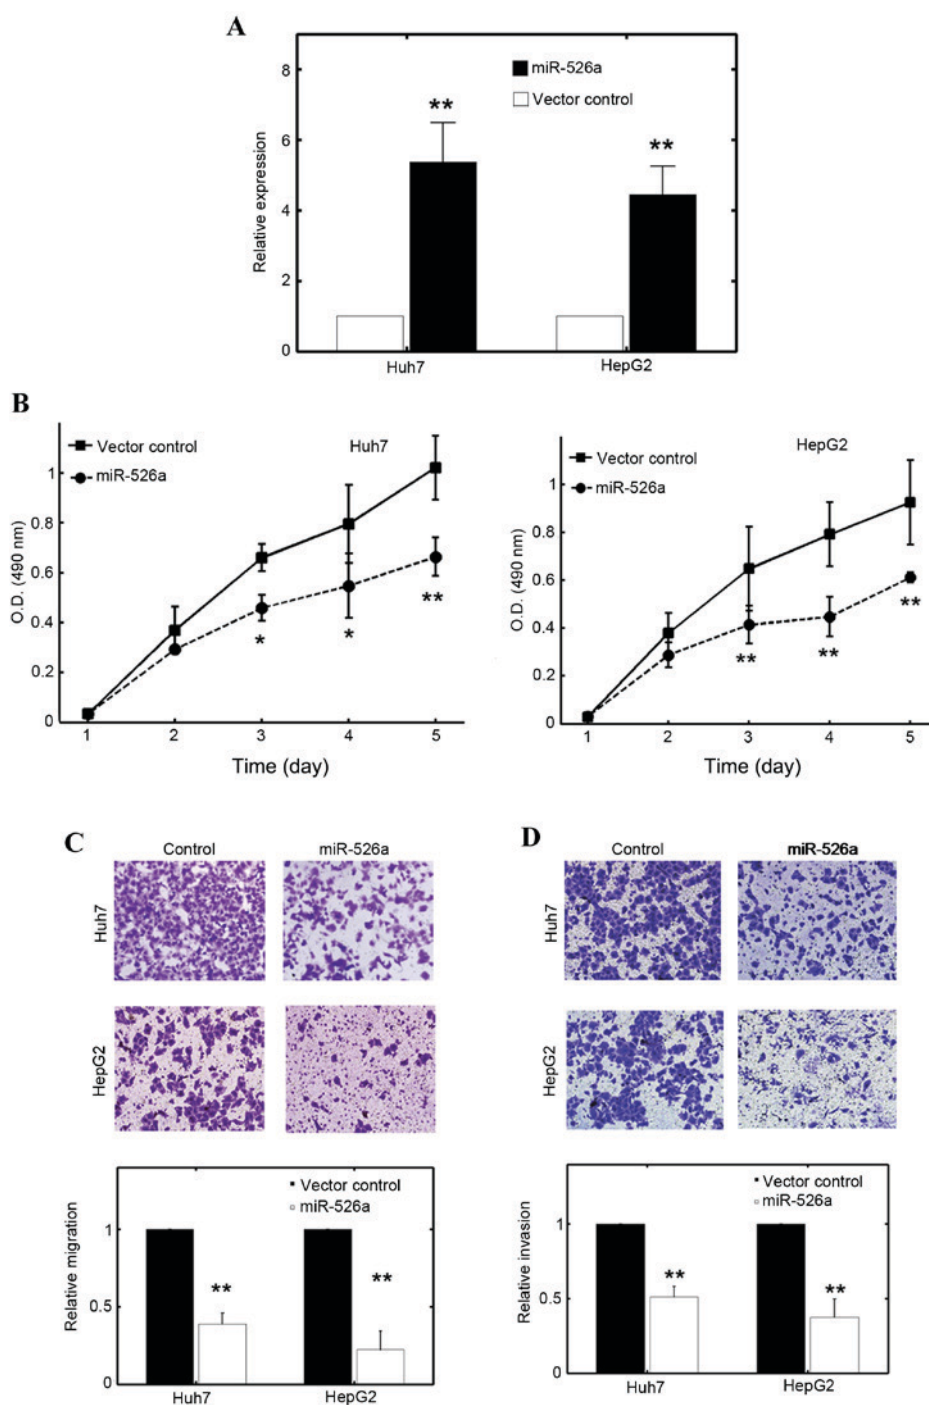 A
8
6
4
2
0
Relative expression
miR-526a
Vector control
**
**
Huh7
HepG2
B
Vector control
miR-526a
Huh7
1
0.8
0.6
0.4
0.2
0
O.D. (490 nm)
*
*
**
1 2 3 4 5
Time (day)
Vector control
miR-526a
HepG2
1
0.8
0.6
0.4
0.2
0
O.D. (490 nm)
**
**
**
1 2 3 4 5
Time (day)
C
Control miR-526a
Huh7
HepG2
Vector control
miR-526a
1
0.5
0
Relative migration
**
**
Huh7 HepG2
D
Control miR-526a
Huh7
HepG2
Vector control
miR-526a
1
0.5
0
Relative invasion
**
**
Huh7 HepG2